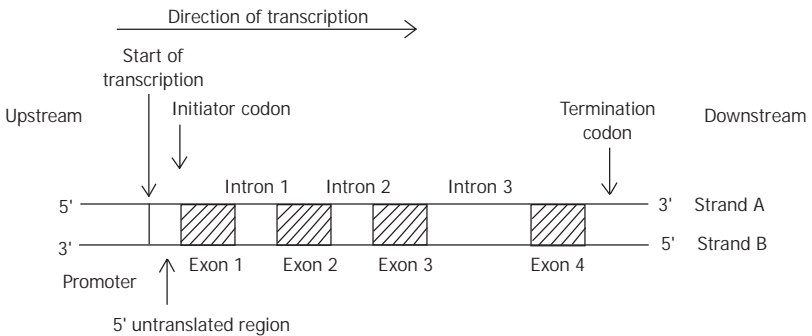 Direction of transcription
Start of
transcription
Upstream
Initiator codon
Termination
codon
Downstream
Intron 1
Intron 2
Intron 3
5'
3'
Strand A
3'
5'
Strand B
Exon 1
Exon 2
Exon 3
Exon 4
Promoter
5' untranslated region